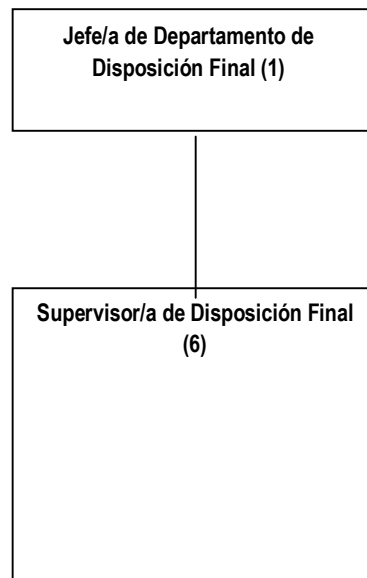 Jefe/a de Departamento de
Disposición Final (1)
Supervisor/a de Disposición Final
(6)